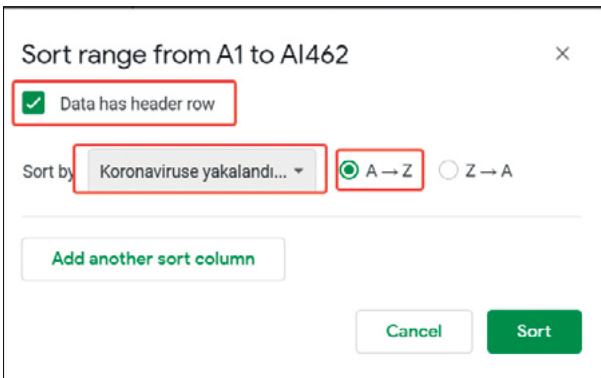 Sort range from A1 to AI462
Data has header row
Sort by Koronaviruse yakalandı... A → Z Z → A
Add another sort column
Cancel Sort